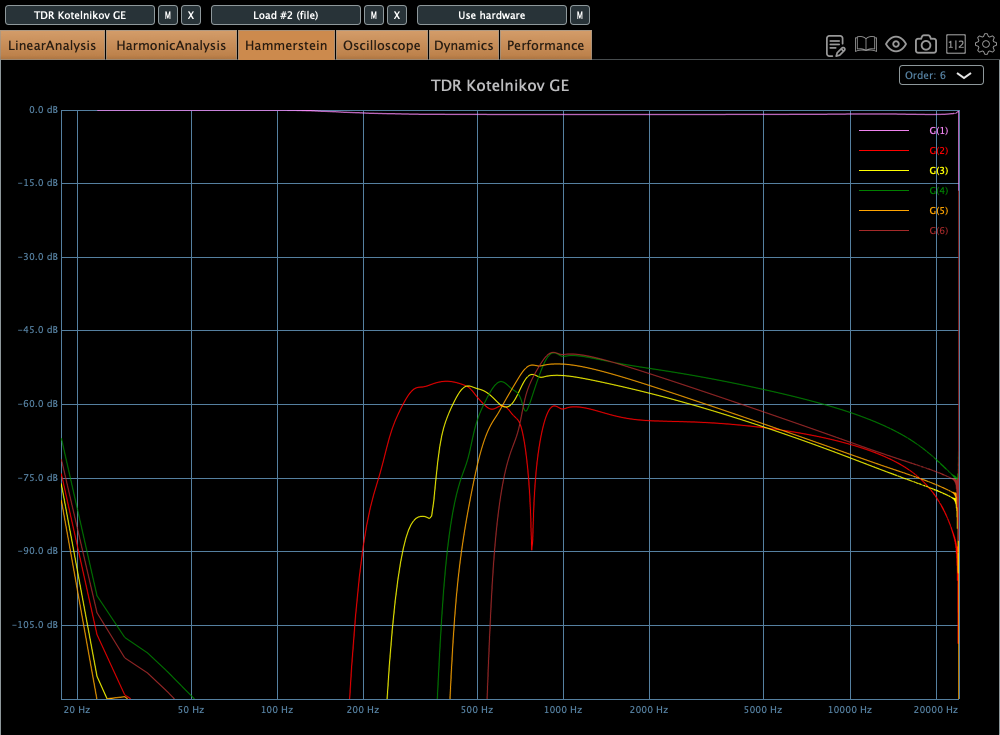 TDR Kotelnikov GE M X Load #2 (file) M X Use hardware M
LinearAnalysis HarmonicAnalysis Hammerstein Oscilloscope Dynamics Performance 1|2
Order: 6
TDR Kotelnikov GE
0.0 dB
G(1)
G(2)
G(3)
G(4)
G(5)
G(6)
-15.0 dB
-30.0 dB
-45.0 dB
-60.0 dB
-75.0 dB
-90.0 dB
-105.0 dB
20 Hz 50 Hz 100 Hz 200 Hz 500 Hz 1000 Hz 2000 Hz 5000 Hz 10000 Hz 20000 Hz